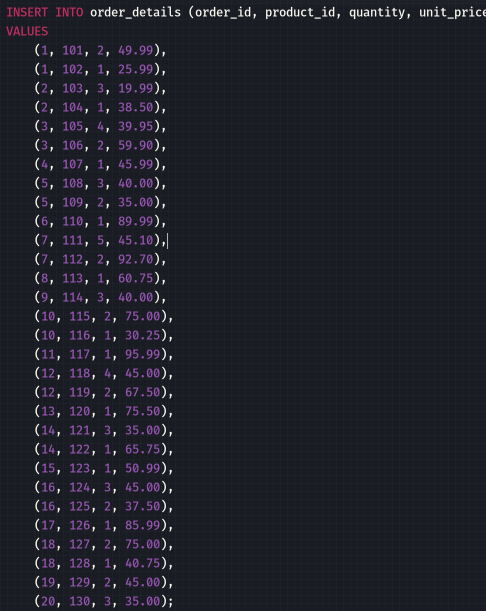 INSERT INTO order_details (order_id, product_id, quantity, unit_price
VALUES
(1, 101, 2, 49.99),
(1, 102, 1, 25.99),
(2, 103, 3, 19.99),
(2, 104, 1, 38.50),
(3, 105, 4, 39.95),
(3, 106, 2, 59.90),
(4, 107, 1, 45.99),
(5, 108, 3, 40.00),
(5, 109, 2, 35.00),
(6, 110, 1, 89.99),
(7, 111, 5, 45.10),
(7, 112, 2, 92.70),
(8, 113, 1, 60.75),
(9, 114, 3, 40.00),
(10, 115, 2, 75.00),
(10, 116, 1, 30.25),
(11, 117, 1, 95.99),
(12, 118, 4, 45.00),
(12, 119, 2, 67.50),
(13, 120, 1, 75.50),
(14, 121, 3, 35.00),
(14, 122, 1, 65.75),
(15, 123, 1, 50.99),
(16, 124, 3, 45.00),
(16, 125, 2, 37.50),
(17, 126, 1, 85.99),
(18, 127, 2, 75.00),
(18, 128, 1, 40.75),
(19, 129, 2, 45.00),
(20, 130, 3, 35.00);